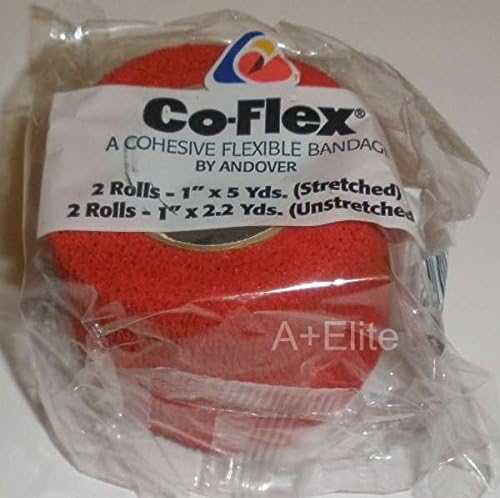 Co-Flex®
A COHESIVE FLEXIBLE BANDAG
BY ANDOVER
2 Rolls - 1" x 5 Yds. (Stretched)
2 Rolls - 1" x 2.2 Yds. (Unstretched
A+Elite